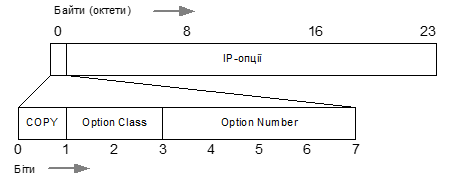 Байти (октети)
0 8 16 23
IP-опції
COPY Option Class Option Number
0 1 2 3 4 5 6 7
Біти